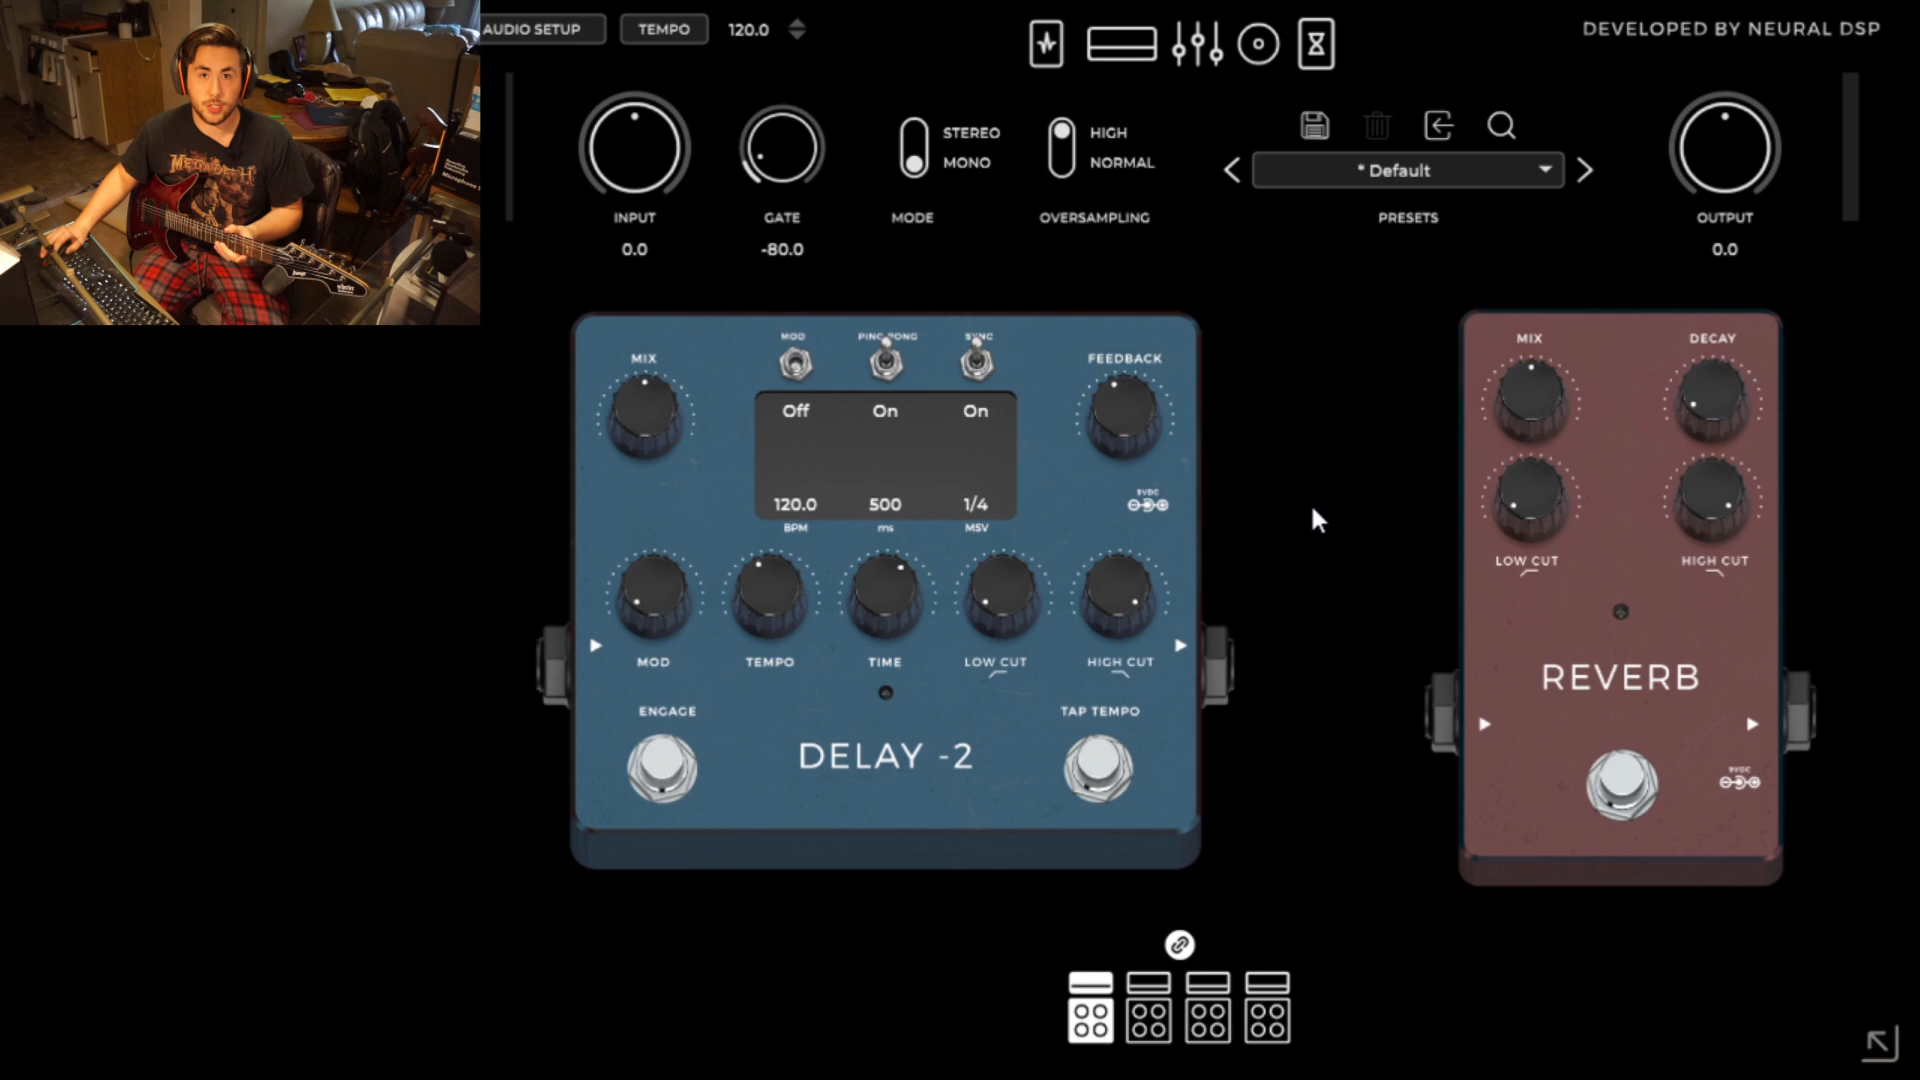 AUDIO SETUP
TEMPO
120.0
DEVELOPED BY NEURAL DSP
STEREO
MONO
HIGH
NORMAL
* Default
INPUT
GATE
MODE
OVERSAMPLING
PRESETS
OUTPUT
0.0
-80.0
0.0
MEGADETH
MIX
MOD
PING PONG
SYNC
FEEDBACK
Off
On
On
9VDC
120.0
500
1/4
BPM
ms
MSV
MOD
TEMPO
TIME
LOW CUT
HIGH CUT
ENGAGE
TAP TEMPO
DELAY -2
MIX
DECAY
LOW CUT
HIGH CUT
REVERB
9VDC